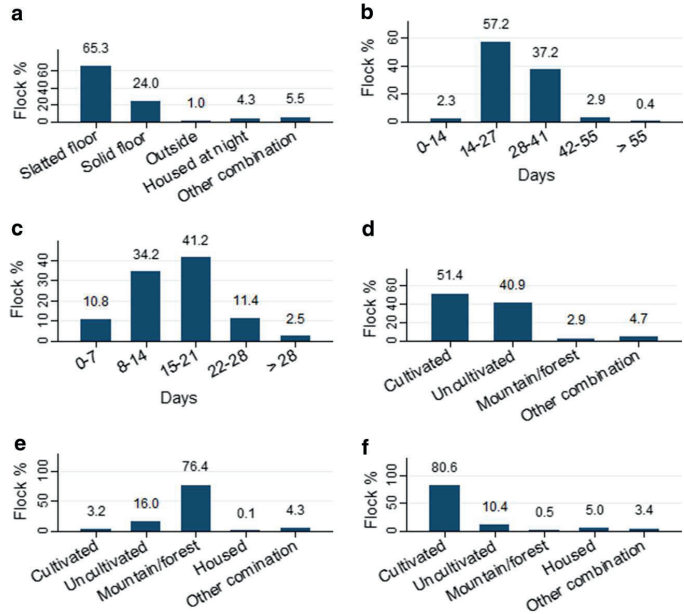 a
Flock %
0 20 40 60
65.3
24.0
1.0
4.3
5.5
Slatted floor
Solid floor
Outside
Housed at night
Other combination
b
Flock %
0 20 40 60
2.3
57.2
37.2
2.9
0.4
0-14
14-27
28-41
42-55
> 55
Days
c
Flock %
0 10 20 30 40
10.8
34.2
41.2
11.4
2.5
0-7
8-14
15-21
22-28
> 28
Days
d
Flock %
0 20 40 60
51.4
40.9
2.9
4.7
Cultivated
Uncultivated
Mountain/forest
Other combination
e
Flock %
0 50 100
3.2
16.0
76.4
0.1
4.3
Cultivated
Uncultivated
Mountain/forest
Housed
Other comination
f
Flock %
0 50 100
80.6
10.4
0.5
5.0
3.4
Cultivated
Uncultivated
Mountain/forest
Housed
Other combination